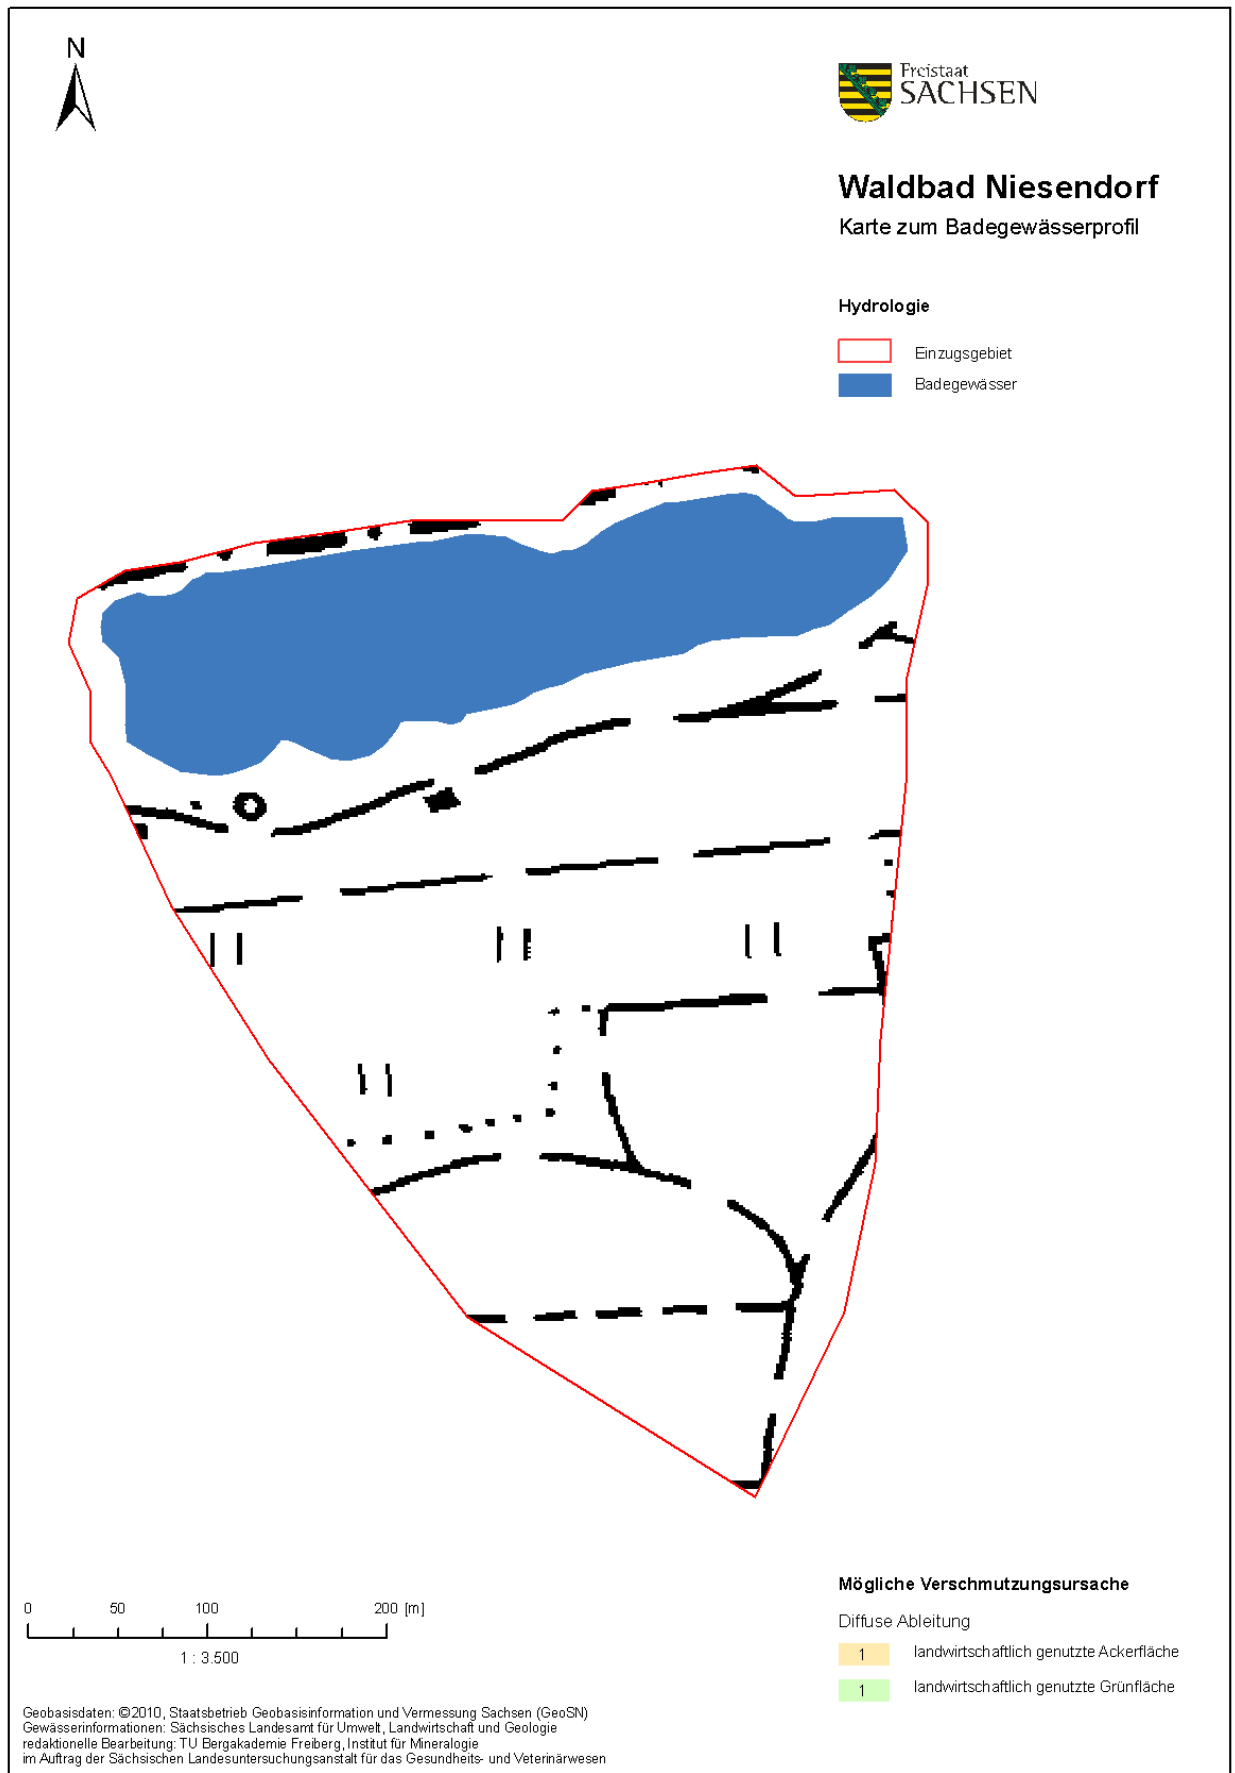 N
Freistaat
SACHSEN
Waldbad Niesendorf
Karte zum Badegewässerprofil
Hydrologie
Einzugsgebiet
Badegewässer
0 50 100 200 [m]
1 : 3.500
Mögliche Verschmutzungsursache
Diffuse Ableitung
1 landwirtschaftlich genutzte Ackerfläche
1 landwirtschaftlich genutzte Grünfläche
Geobasisdaten: ©2010, Staatsbetrieb Geobasisinformation und Vermessung Sachsen (GeoSN)
Gewässerinformationen: Sächsisches Landesamt für Umwelt, Landwirtschaft und Geologie
redaktionelle Bearbeitung: TU Bergakademie Freiberg, Institut für Mineralogie
im Auftrag der Sächsischen Landesuntersuchungsanstalt für das Gesundheits- und Veterinärwesen